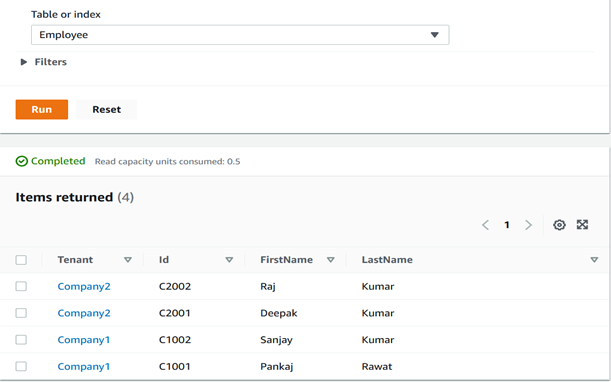 Table or index
Employee
Filters
Run Reset
Completed Read capacity units consumed: 0.5
Items returned (4)
1
Tenant Id FirstName LastName
Company2 C2002 Raj Kumar
Company2 C2001 Deepak Kumar
Company1 C1002 Sanjay Kumar
Company1 C1001 Pankaj Rawat